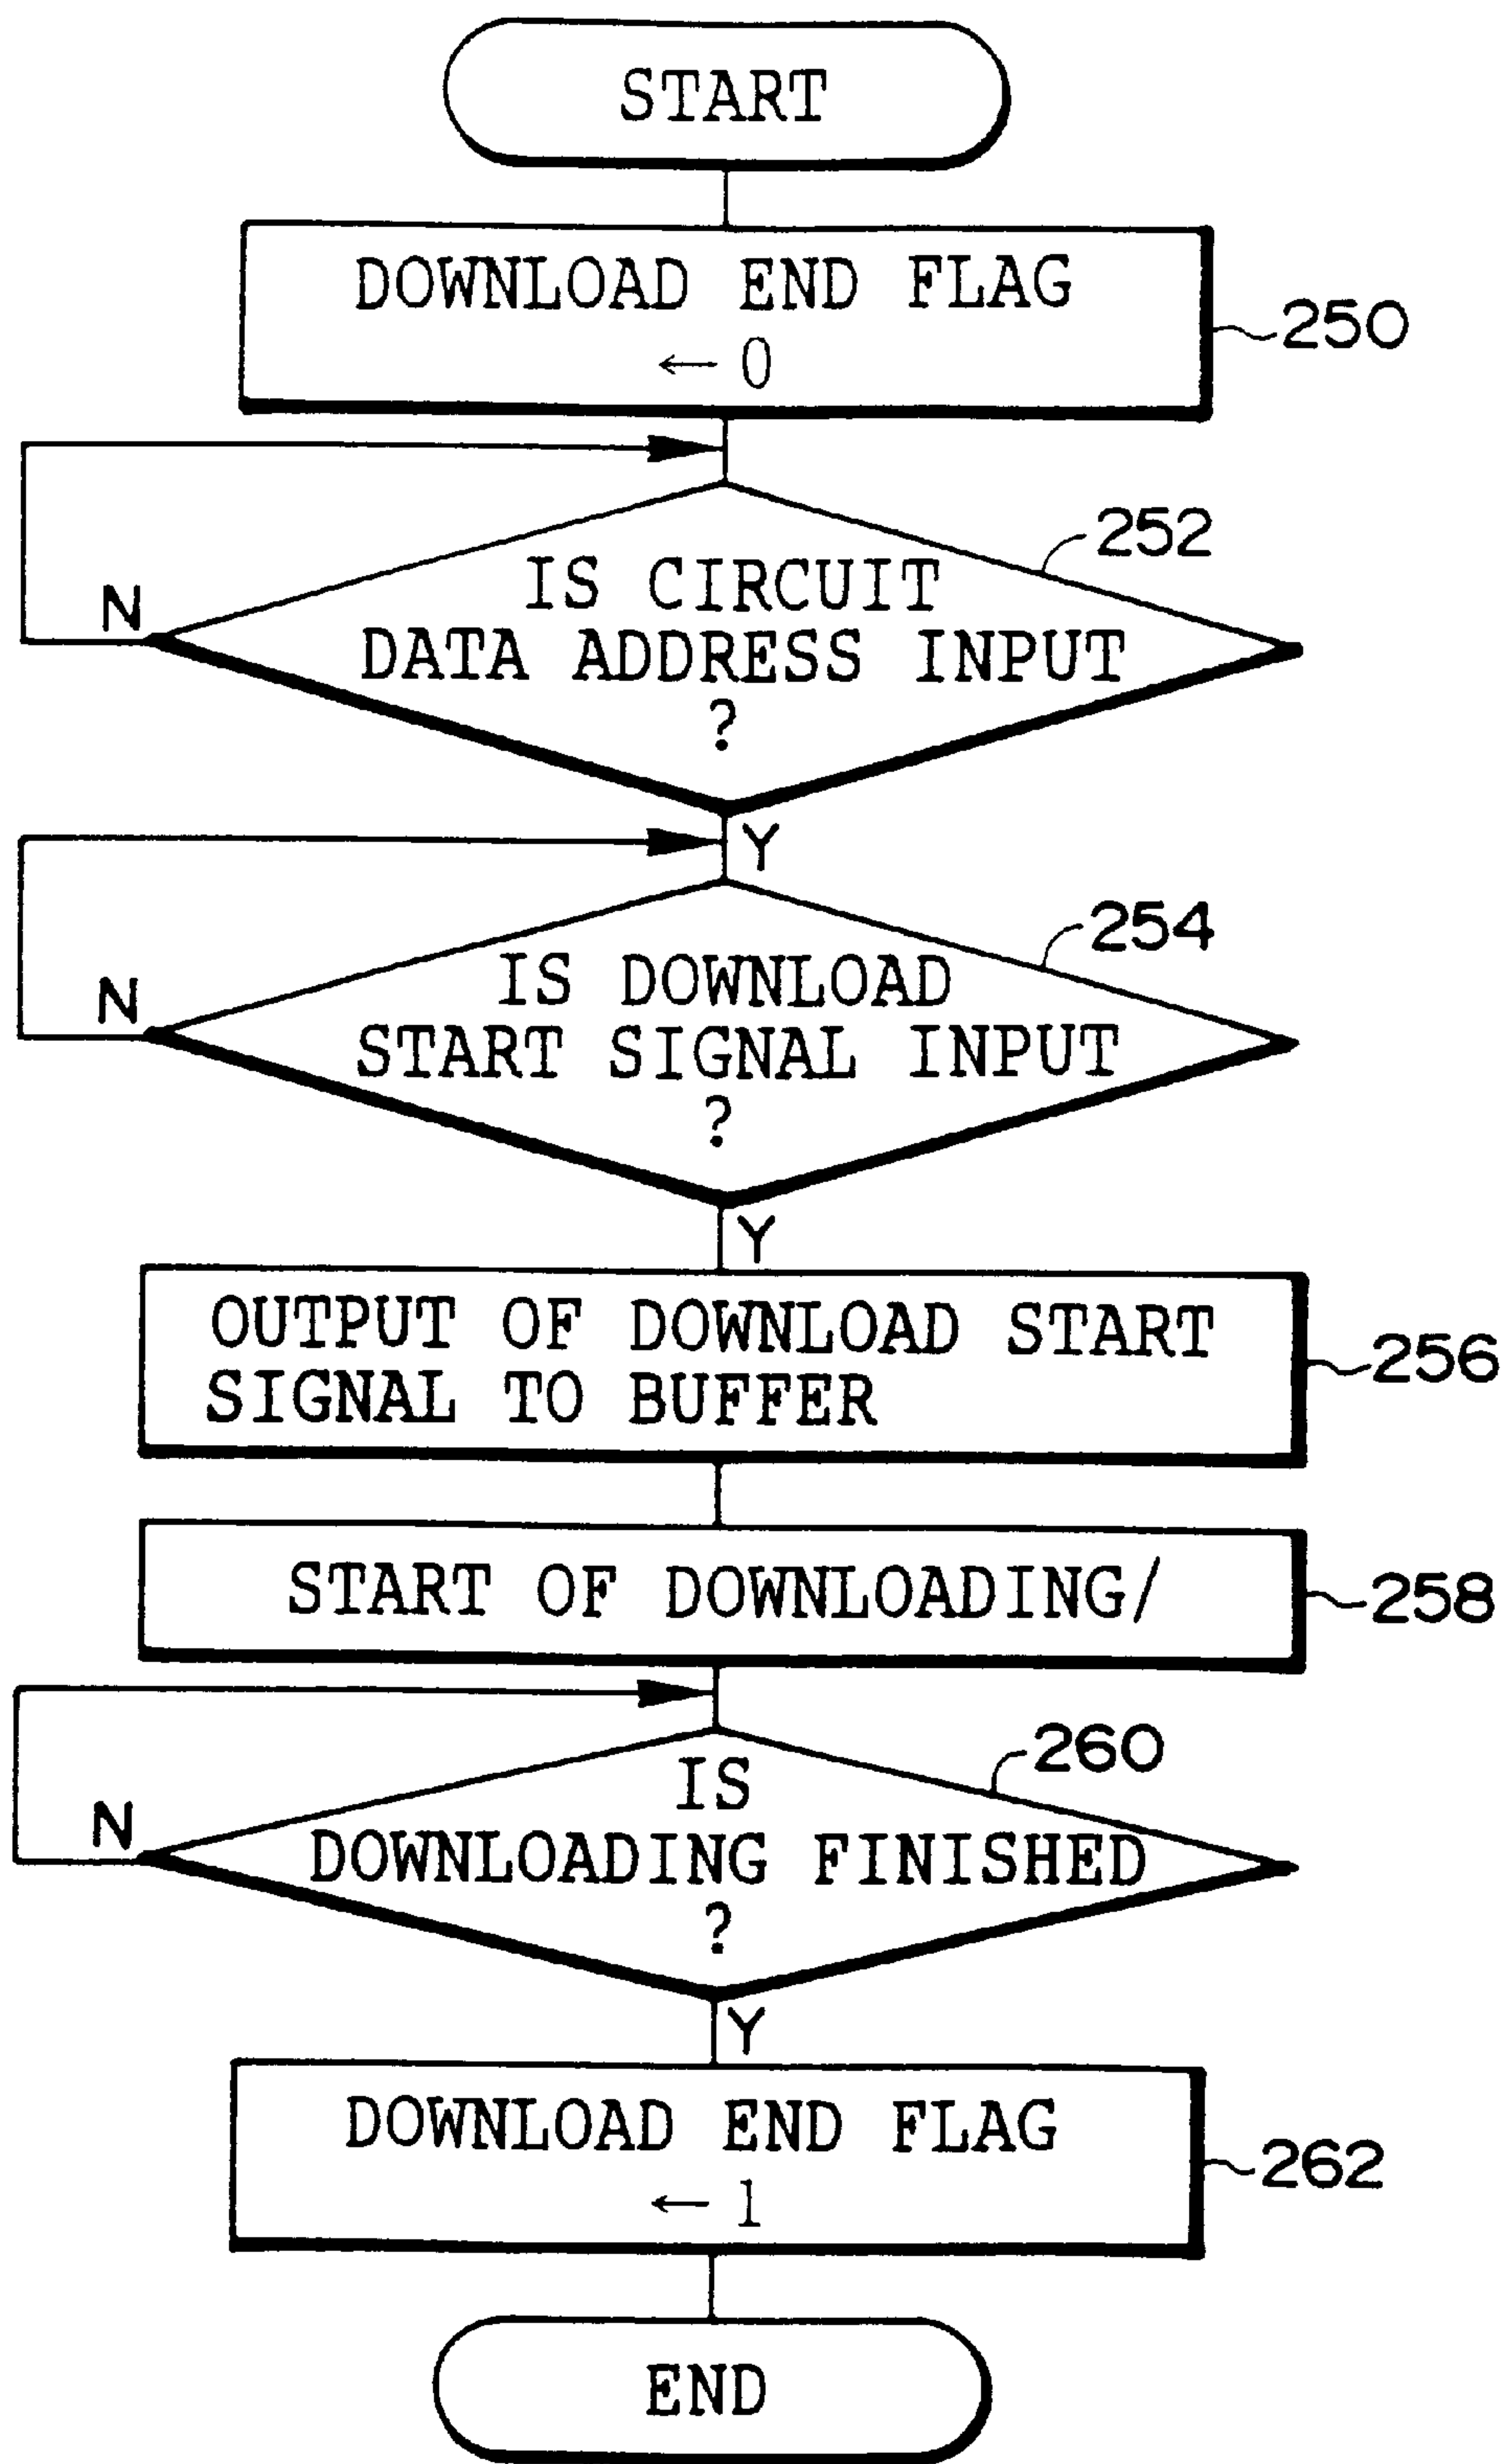 START
DOWNLOAD END FLAG
← 0
250
252
IS CIRCUIT
N
DATA ADDRESS INPUT
?
Y
254
IS DOWNLOAD
N
START SIGNAL INPUT
?
Y
OUTPUT OF DOWNLOAD START
SIGNAL TO BUFFER
256
START OF DOWNLOADING/
258
260
IS
N
DOWNLOADING FINISHED
?
Y
DOWNLOAD END FLAG
← 1
262
END